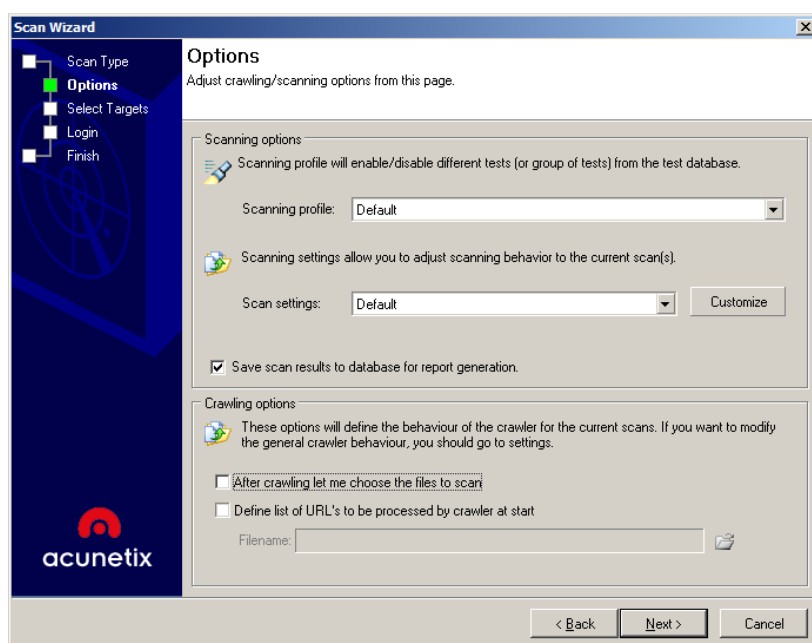 Scan Wizard
Scan Type
Options
Select Targets
Login
Finish
acunetix
Options
Adjust crawling/scanning options from this page.
Scanning options
Scanning profile will enable/disable different tests (or group of tests) from the test database.
Scanning profile: Default
Scanning settings allow you to adjust scanning behavior to the current scan(s).
Scan settings: Default Customize
Save scan results to database for report generation.
Crawling options
These options will define the behaviour of the crawler for the current scans. If you want to modify
the general crawler behaviour, you should go to settings.
After crawling let me choose the files to scan
Define list of URL's to be processed by crawler at start
Filename:
< Back Next > Cancel